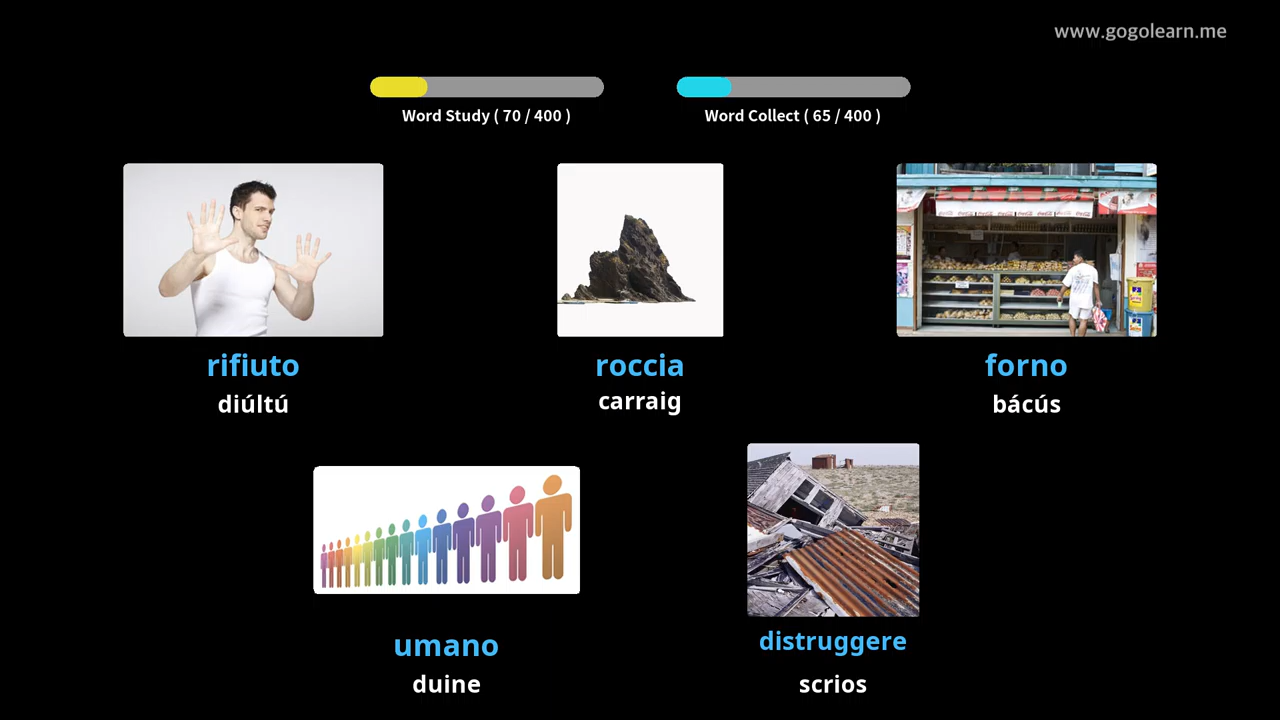 www.gogolearn.me
Word Study ( 70 / 400 )
Word Collect ( 65 / 400 )
rifiuto
diúltú
roccia
carraig
forno
bácús
umano
duine
distruggere
scrios